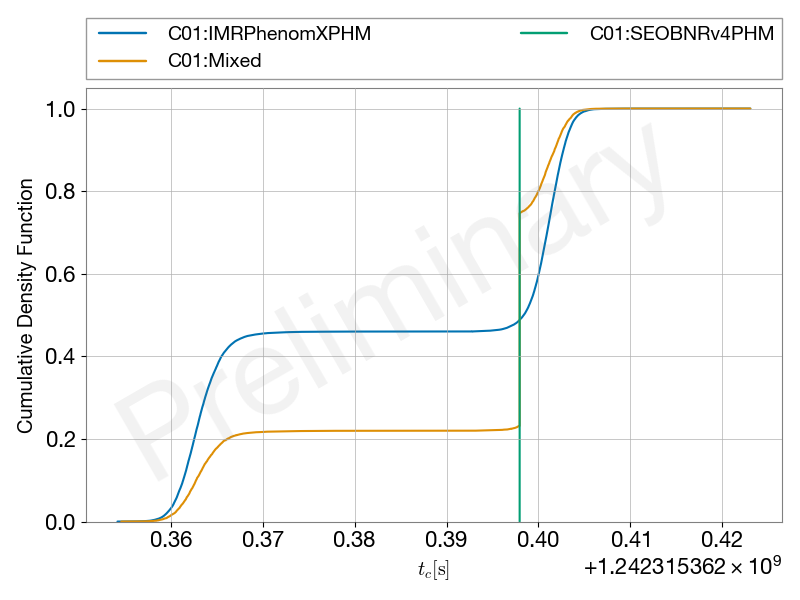 C01:IMRPhenomXPHM
C01:SEOBNRv4PHM
C01:Mixed
Preliminary
Cumulative Density Function
1.0
0.8
0.6
0.4
0.2
0.0
0.36 0.37 0.38 0.39 0.40 0.41 0.42
t_c[s]
+1.242315362 × 10⁹